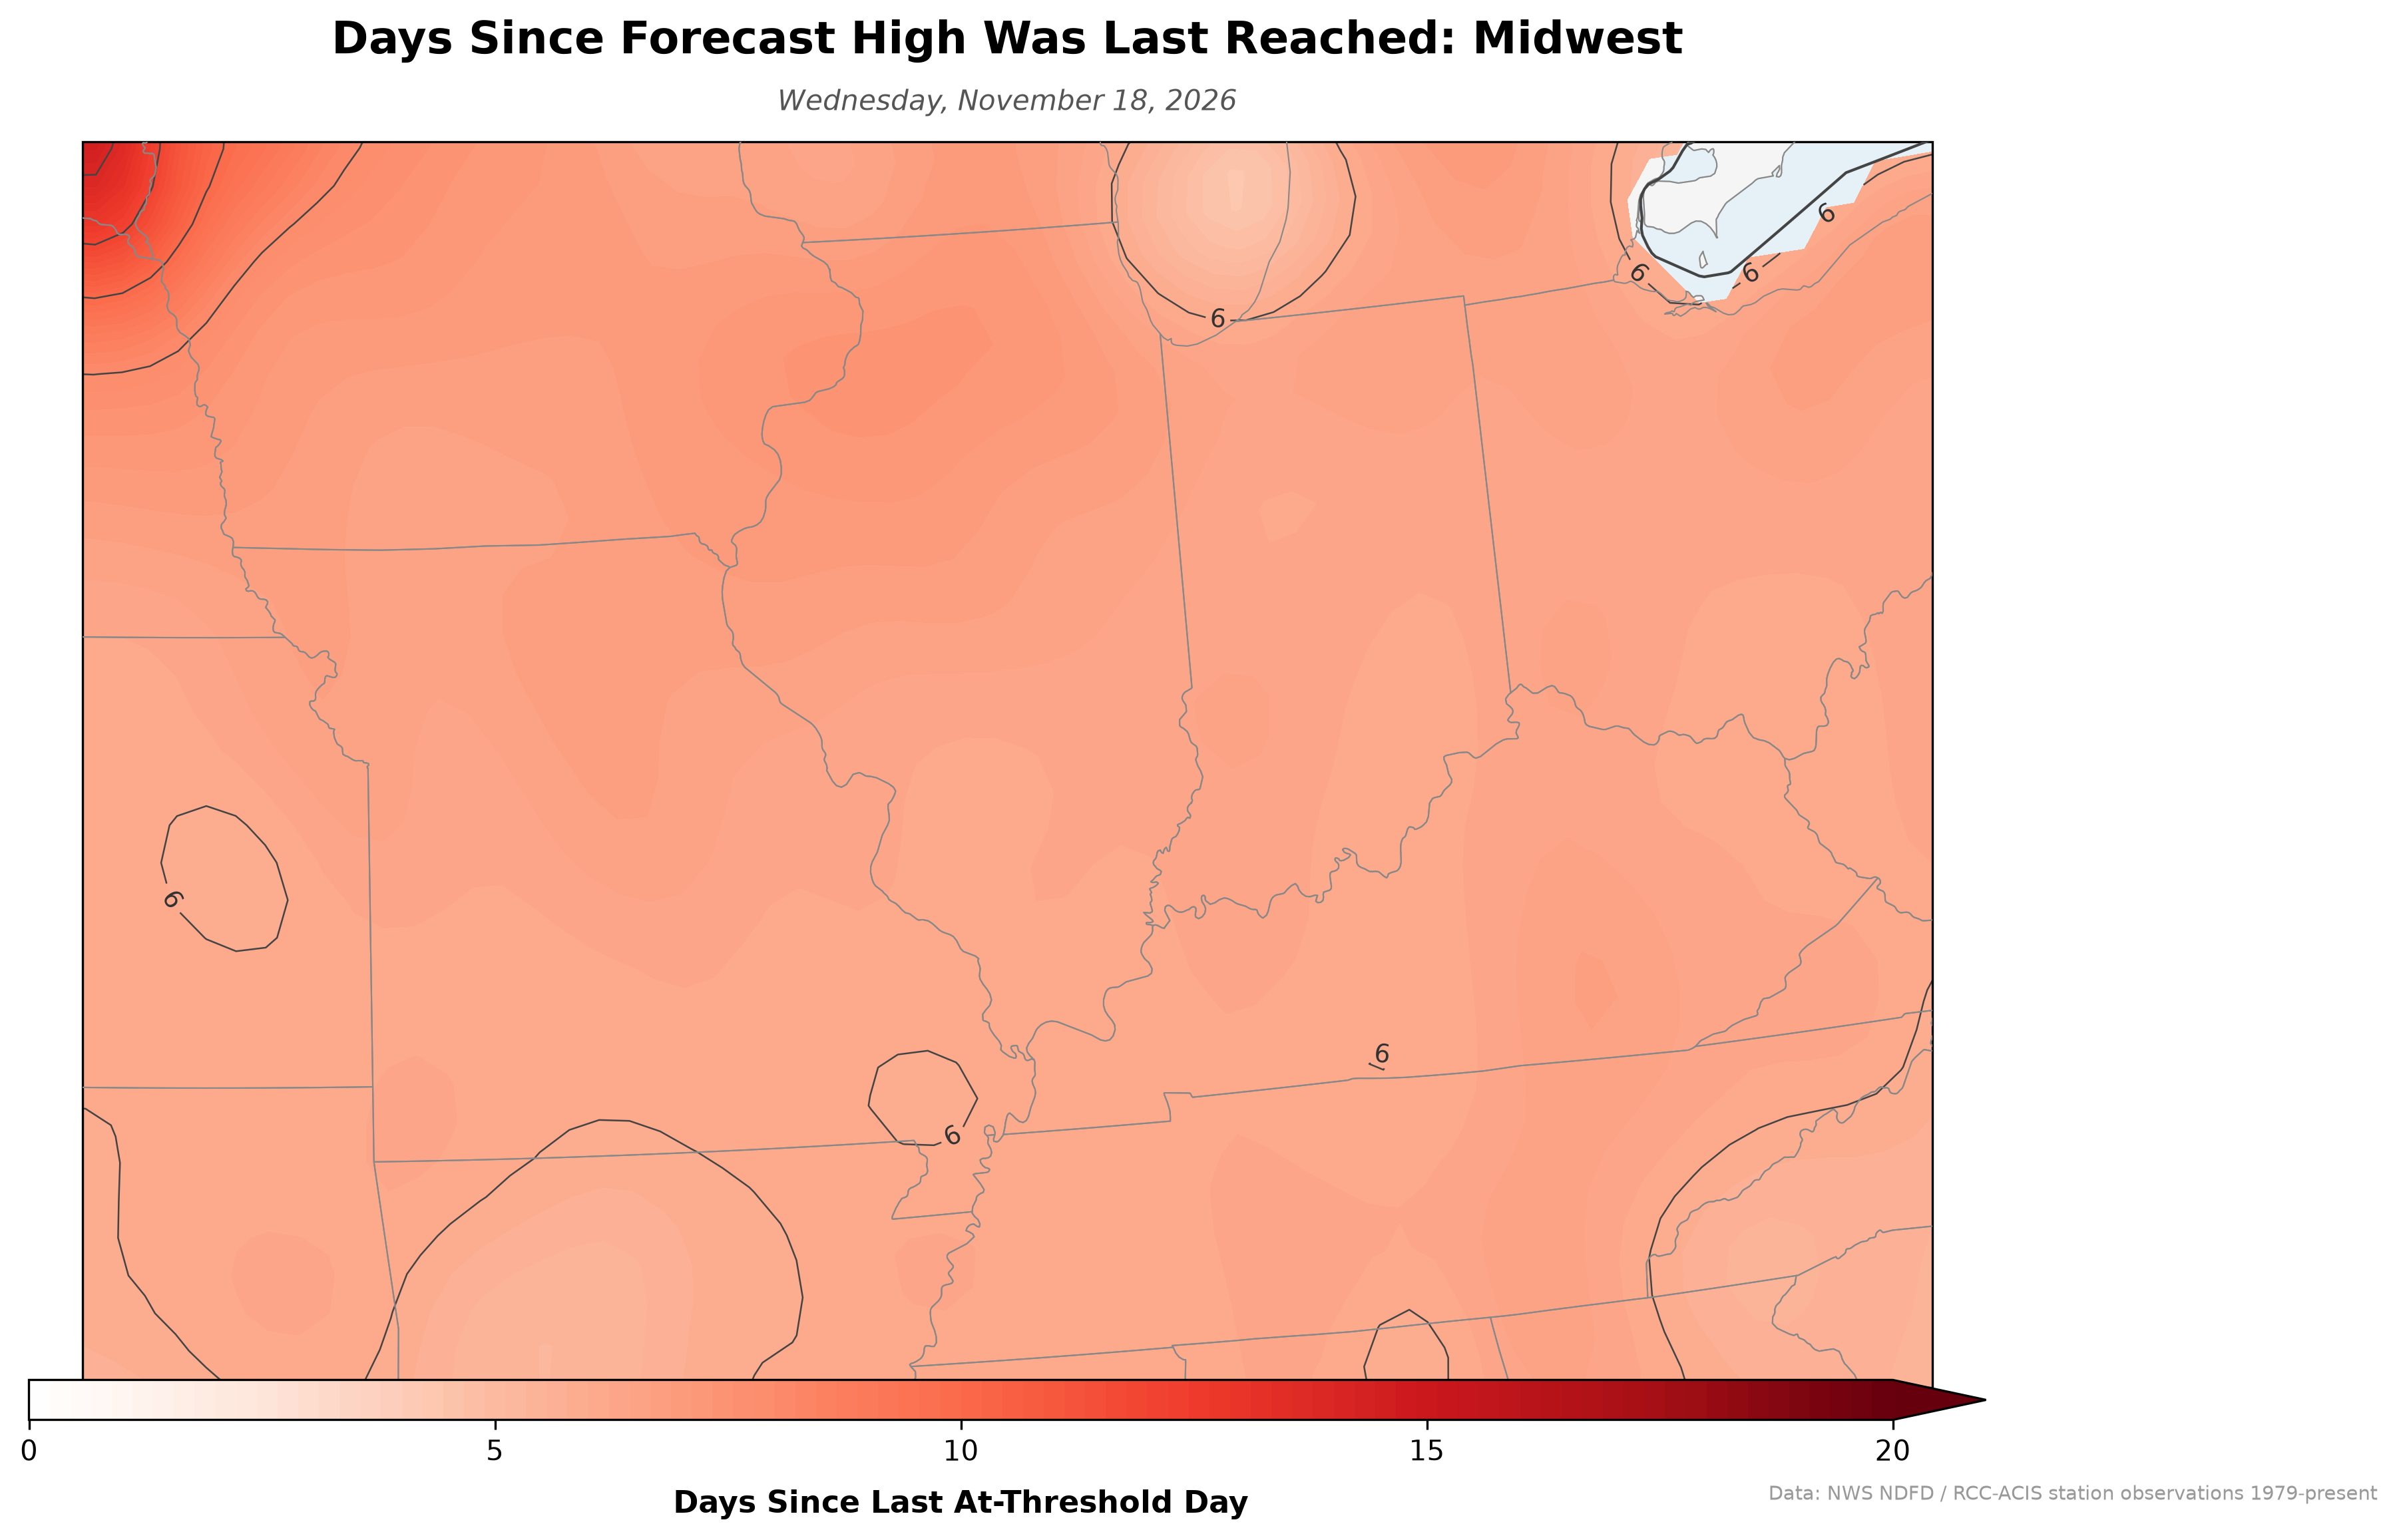 Days Since Forecast High Was Last Reached: Midwest
Wednesday, November 18, 2026
6
6
6
6
6
6
6
0 5 10 15 20
Days Since Last At-Threshold Day
Data: NWS NDFD / RCC-ACIS station observations 1979-present